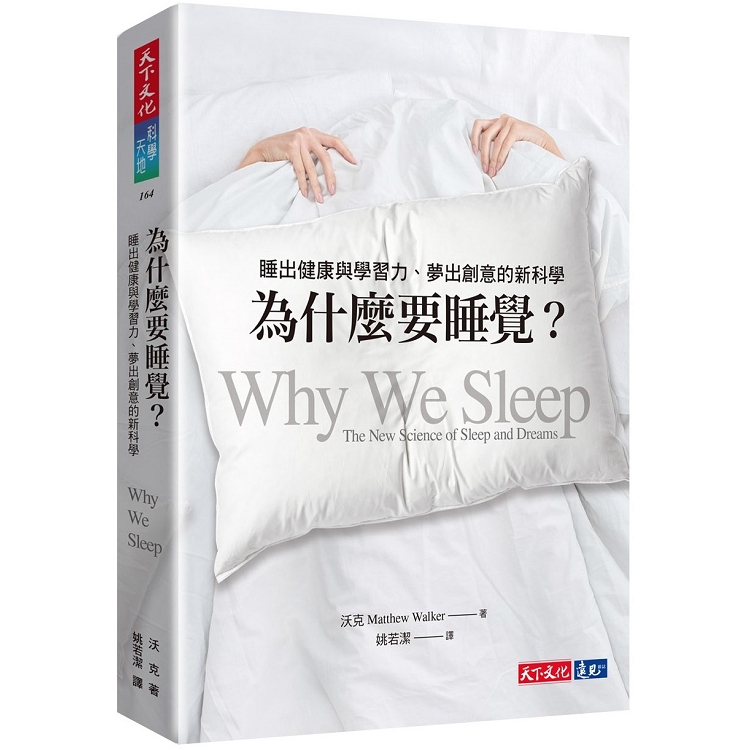 天下文化
科學天地
164
為什麼要睡覺？
睡出健康與學習力、夢出創意的新科學
Why
We
Sleep
沃克 著
姚若潔 譯
睡出健康與學習力、夢出創意的新科學
為什麼要睡覺？
Why We Sleep
The New Science of Sleep and Dreams
沃克 Matthew Walker——著
姚若潔——譯
天下文化
遠見